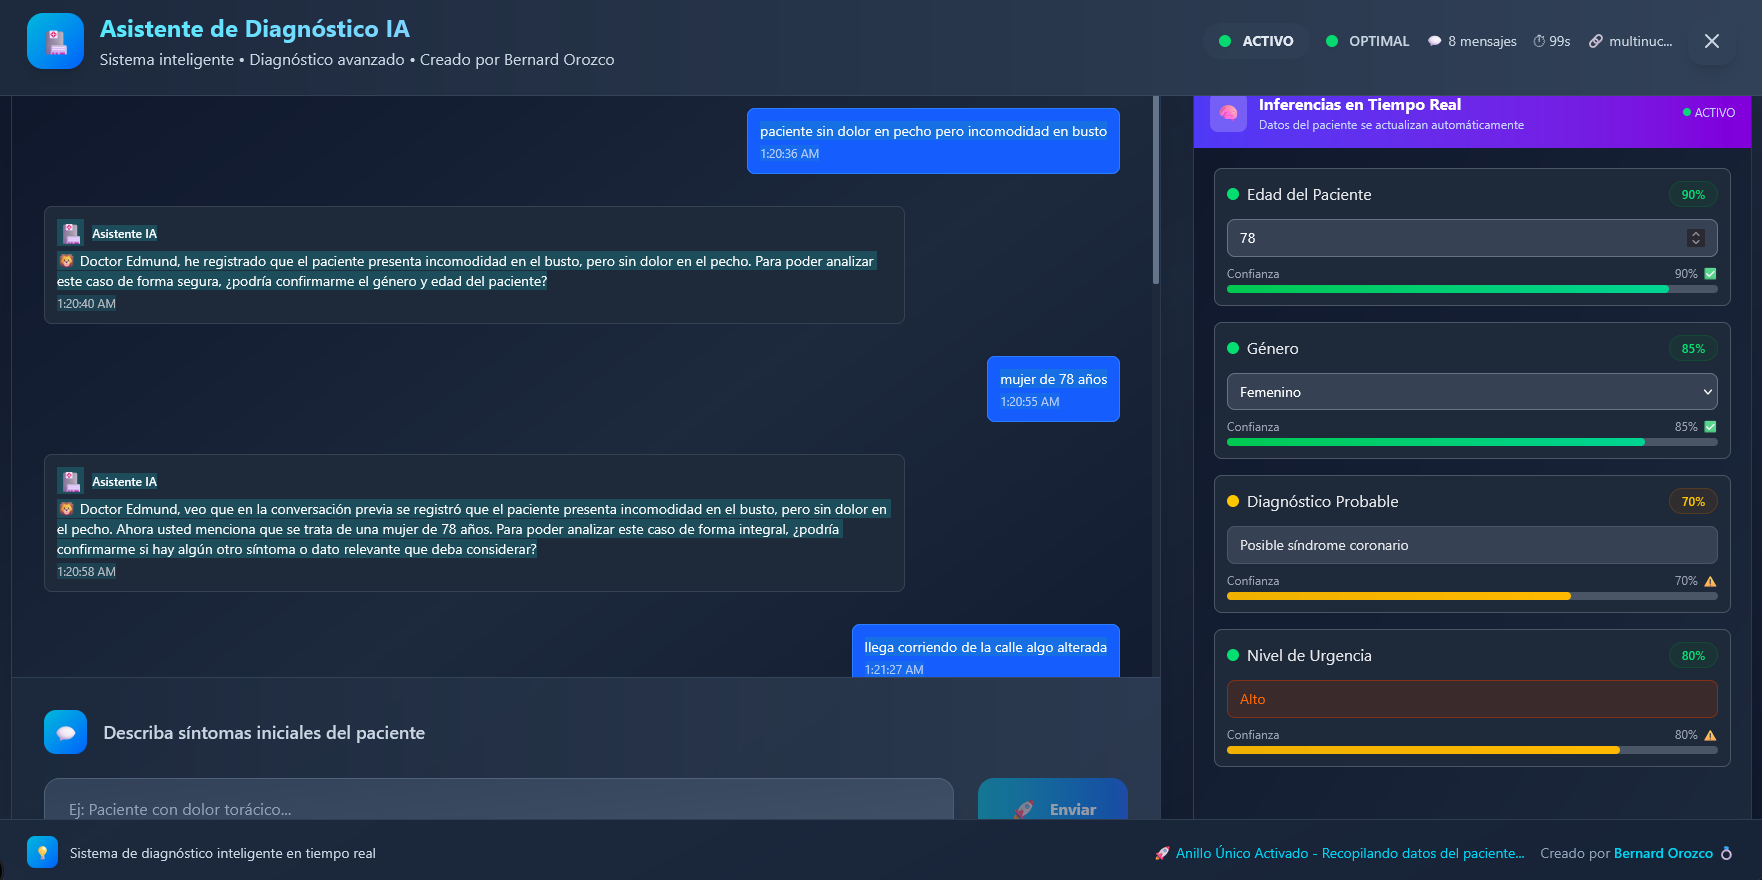 Asistente de Diagnóstico IA
Sistema inteligente • Diagnóstico avanzado • Creado por Bernard Orozco
ACTIVO
OPTIMAL
8 mensajes
99s
multinuc...
paciente sin dolor en pecho pero incomodidad en busto
1:20:36 AM
Asistente IA
Doctor Edmund, he registrado que el paciente presenta incomodidad en el busto, pero sin dolor en el pecho. Para poder analizar
este caso de forma segura, ¿podría confirmarme el género y edad del paciente?
1:20:40 AM
mujer de 78 años
1:20:55 AM
Asistente IA
Doctor Edmund, veo que en la conversación previa se registró que el paciente presenta incomodidad en el busto, pero sin dolor en
el pecho. Ahora usted menciona que se trata de una mujer de 78 años. Para poder analizar este caso de forma integral, ¿podría
confirmarme si hay algún otro síntoma o dato relevante que deba considerar?
1:20:58 AM
llega corriendo de la calle algo alterada
1:21:27 AM
Describa síntomas iniciales del paciente
Ej: Paciente con dolor torácico...
Enviar
Inferencias en Tiempo Real
Datos del paciente se actualizan automáticamente
ACTIVO
Edad del Paciente
90%
78
Confianza
90%
Género
85%
Femenino
Confianza
85%
Diagnóstico Probable
70%
Posible síndrome coronario
Confianza
70%
Nivel de Urgencia
80%
Alto
Confianza
80%
Sistema de diagnóstico inteligente en tiempo real
Anillo Único Activado - Recopilando datos del paciente...
Creado por Bernard Orozco